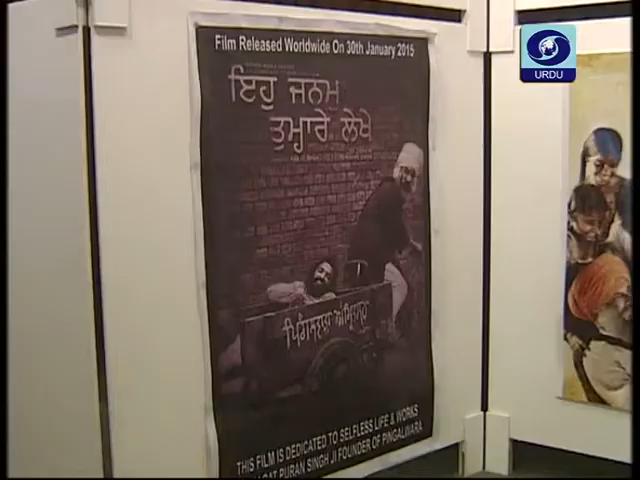 Film Released Worldwide On 30th January 2015
ਇਹੁ ਜਨਮੁ
ਤੁਮ੍ਹਾਰੇ ਲੇਖੇ
ਪਿੰਗਲਵਾੜਾ ਅੰਮ੍ਰਿਤਸਰ
THIS FILM IS DEDICATED TO SELFLESS LIFE & WORKS
PURAN SINGH JI FOUNDER OF PINGALWARA
URDU